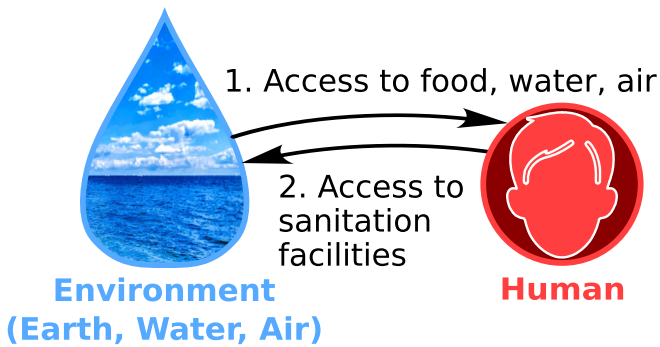 1. Access to food, water, air
2. Access to
sanitation
facilities
Environment
(Earth, Water, Air)
Human